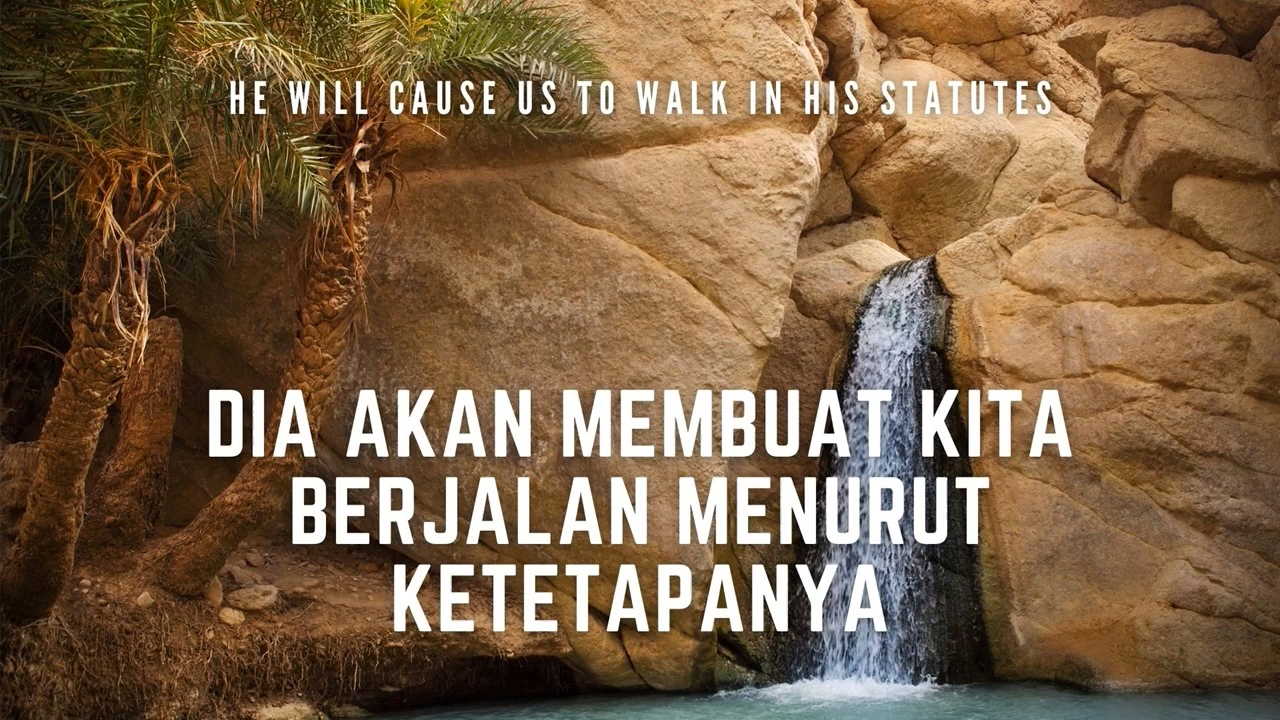 HE WILL CAUSE US TO WALK IN HIS STATUTES
DIA AKAN MEMBUAT KITA
BERJALAN MENURUT
KETETAPANYA